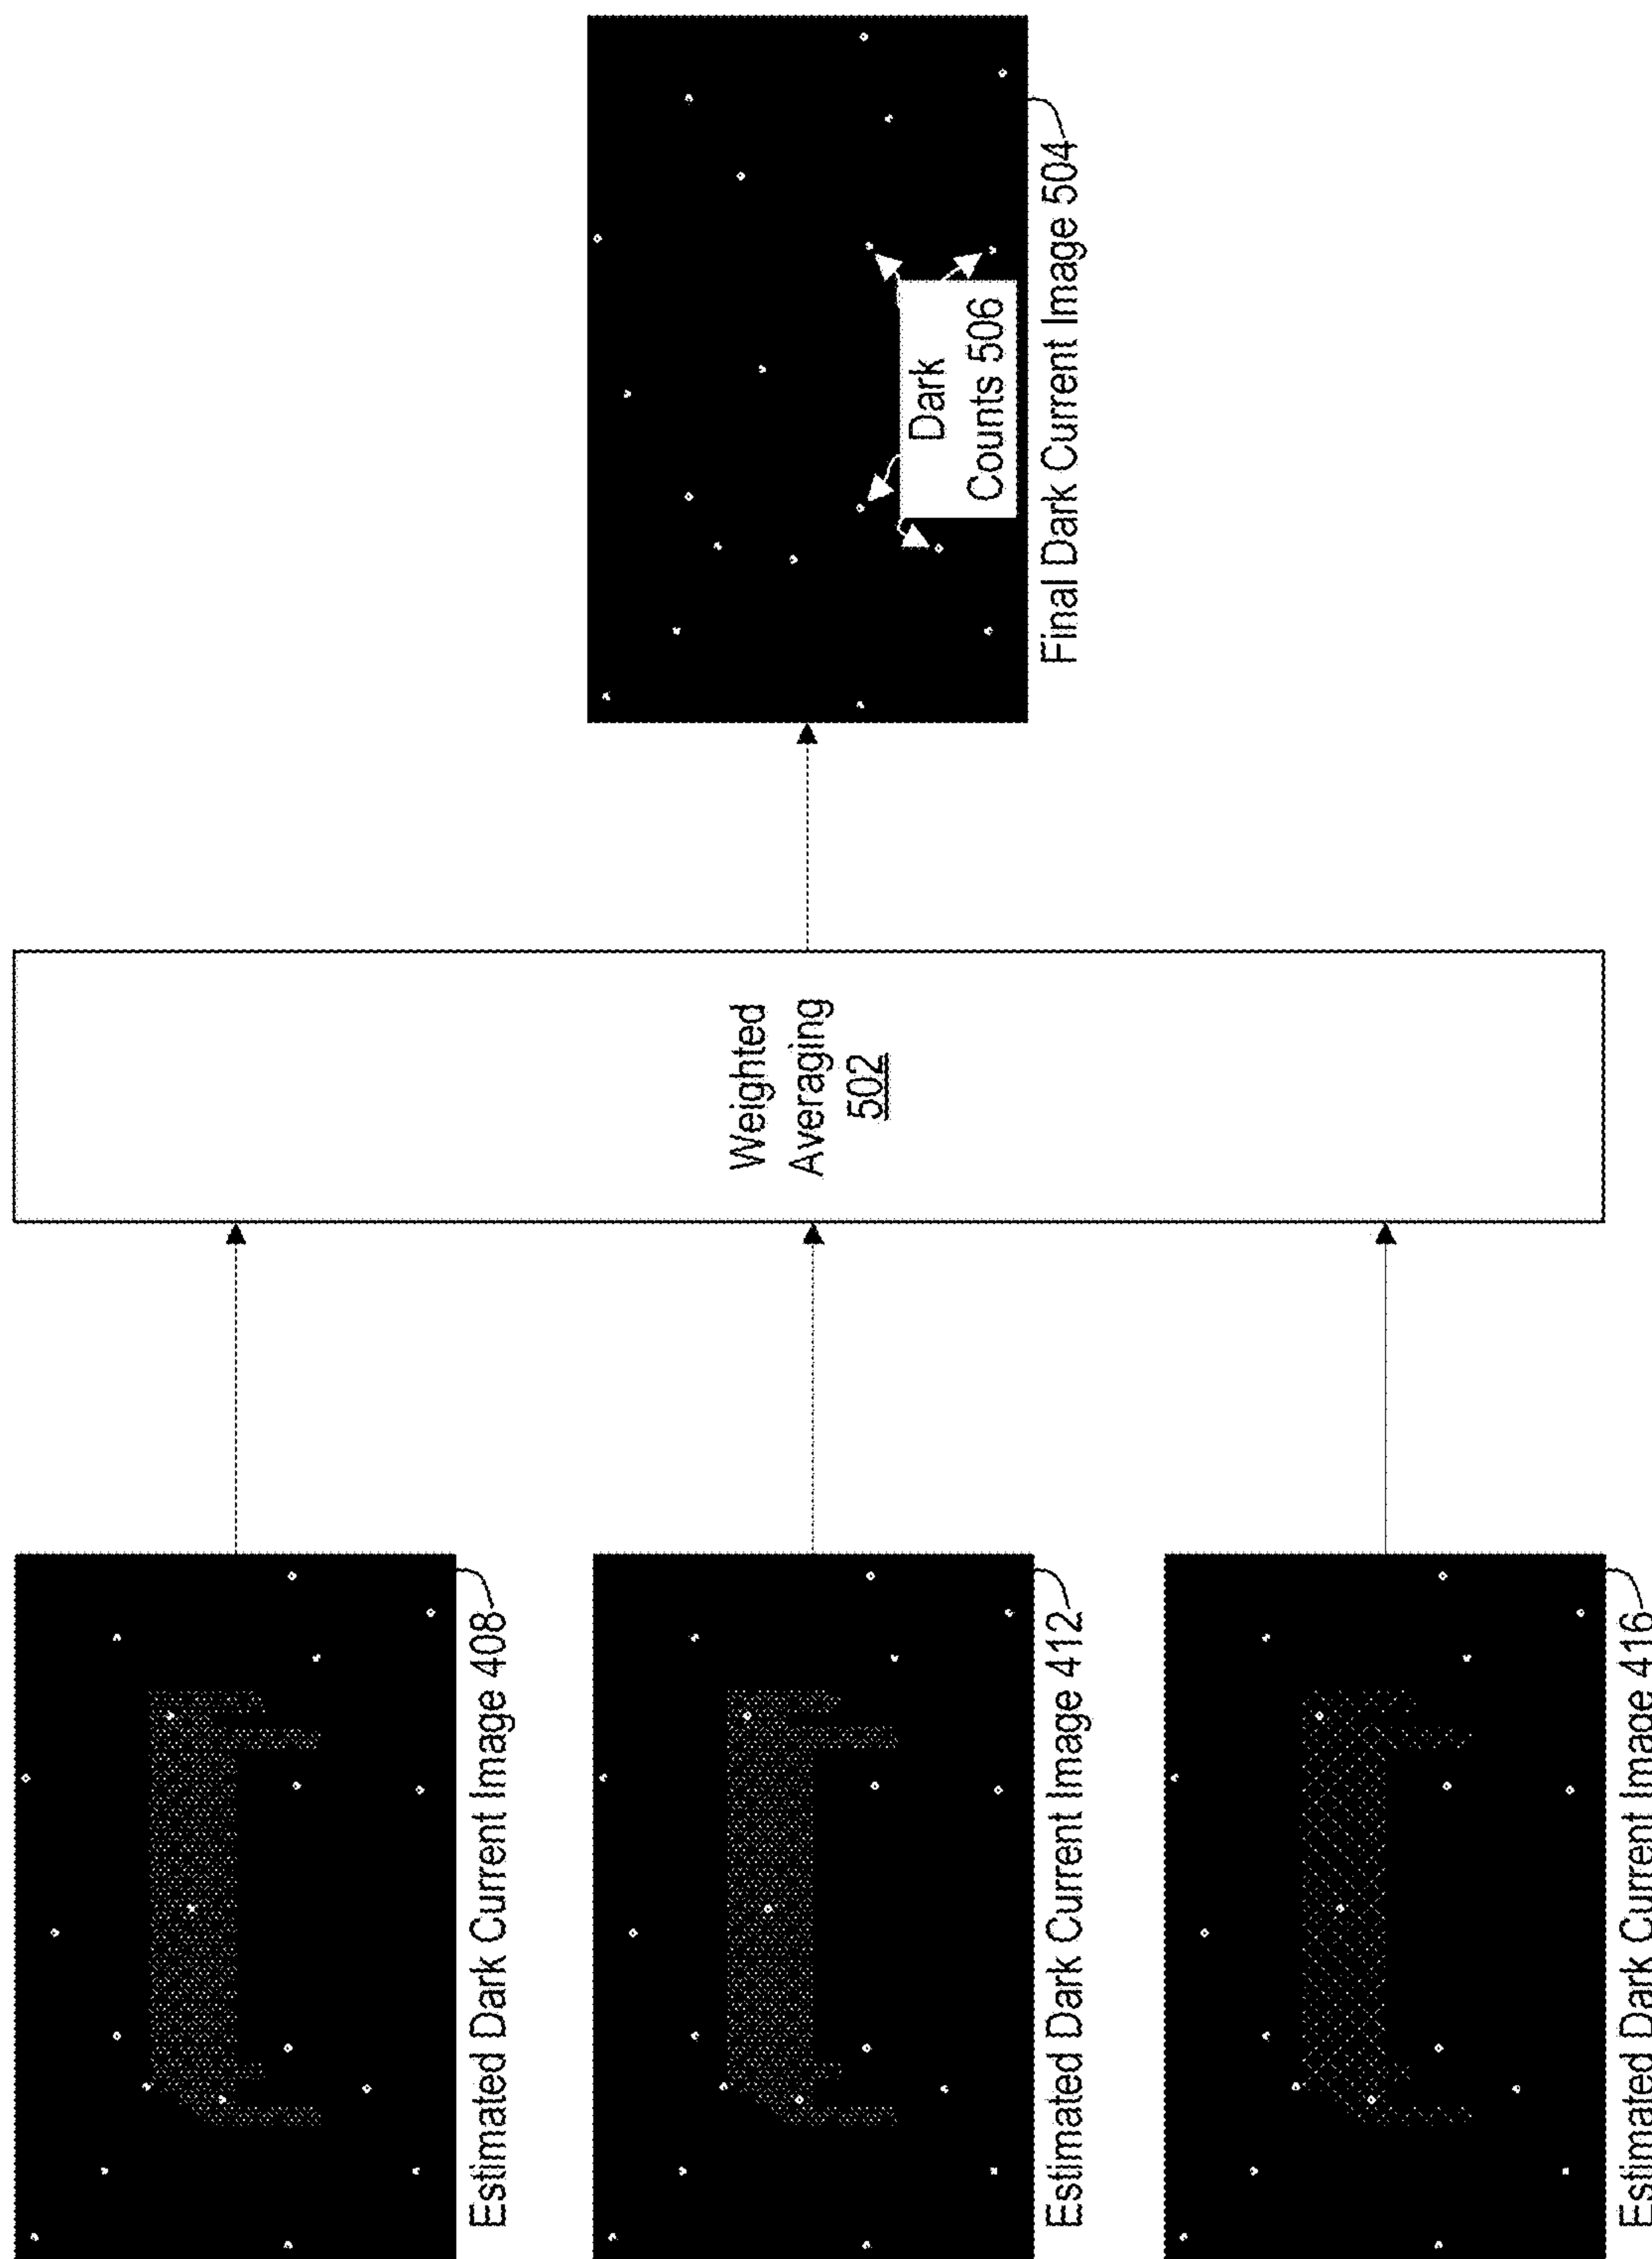 Estimated Dark Current Image 408
Estimated Dark Current Image 412
Estimated Dark Current Image 416
Weighted
Averaging
502
Dark
Counts 506
Final Dark Current Image 504